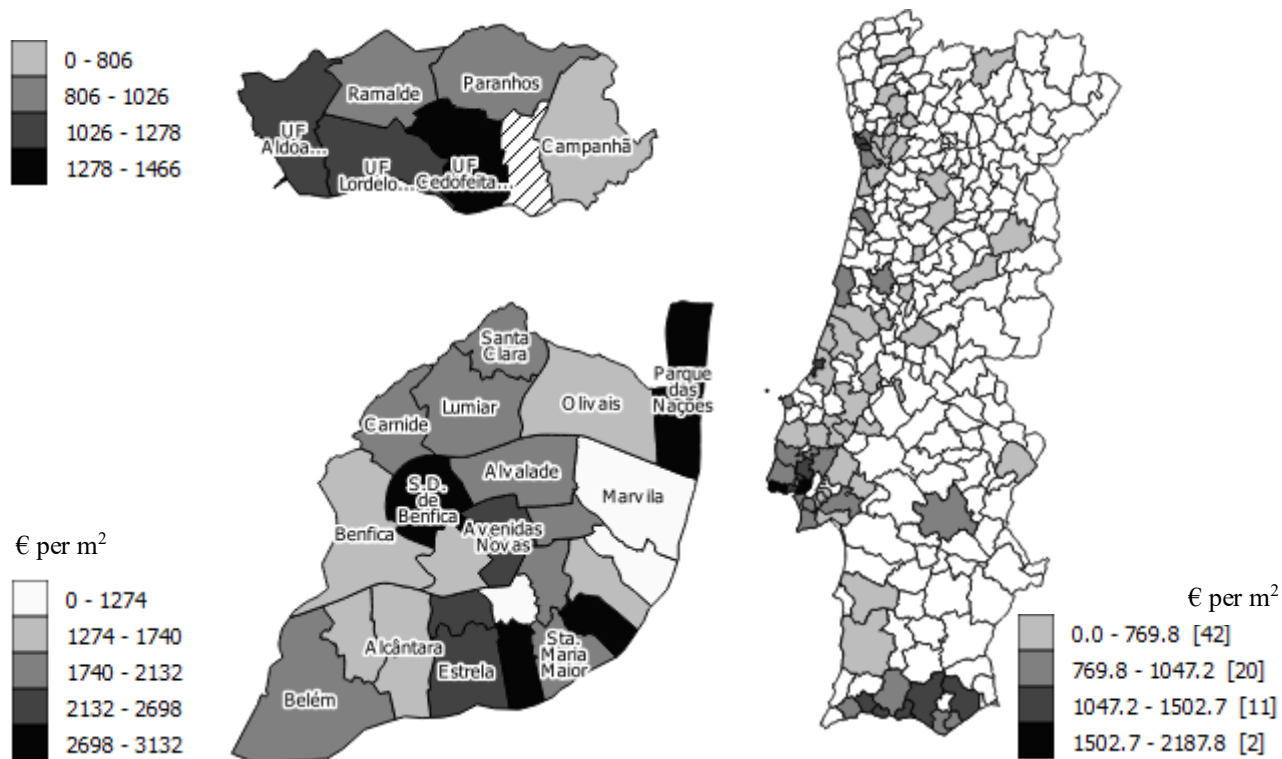 0 - 806
806 - 1026
1026 - 1278
1278 - 1466
Ramalde
Paranhos
UF
Aldoa...
UF
Lordelo...
UF
Cedofeita...
Campanhã
Santa
Clara
Parque
das
Nações
Olivais
Lumiar
Carnide
Alvalade
S.D.
de
Benfica
Marvila
Avenidas
Novas
Benfica
Alcântara
Estrela
Sta.
Maria
Maior
Belém
€ per m²
0 - 1274
1274 - 1740
1740 - 2132
2132 - 2698
2698 - 3132
€ per m²
0.0 - 769.8 [42]
769.8 - 1047.2 [20]
1047.2 - 1502.7 [11]
1502.7 - 2187.8 [2]